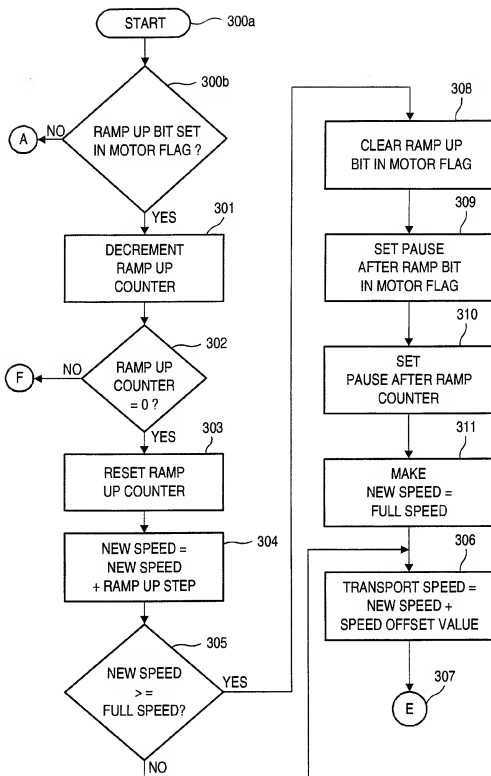 START
300a
300b
RAMP UP BIT SET
IN MOTOR FLAG ?
NO
A
YES
301
DECREMENT
RAMP UP
COUNTER
302
RAMP UP
COUNTER
= 0 ?
NO
F
YES
303
RESET RAMP
UP COUNTER
304
NEW SPEED =
NEW SPEED
+ RAMP UP STEP
305
NEW SPEED
>=
FULL SPEED?
YES
NO
308
CLEAR RAMP UP
BIT IN MOTOR FLAG
309
SET PAUSE
AFTER RAMP BIT
IN MOTOR FLAG
310
SET
PAUSE AFTER RAMP
COUNTER
311
MAKE
NEW SPEED =
FULL SPEED
306
TRANSPORT SPEED =
NEW SPEED +
SPEED OFFSET VALUE
E
307